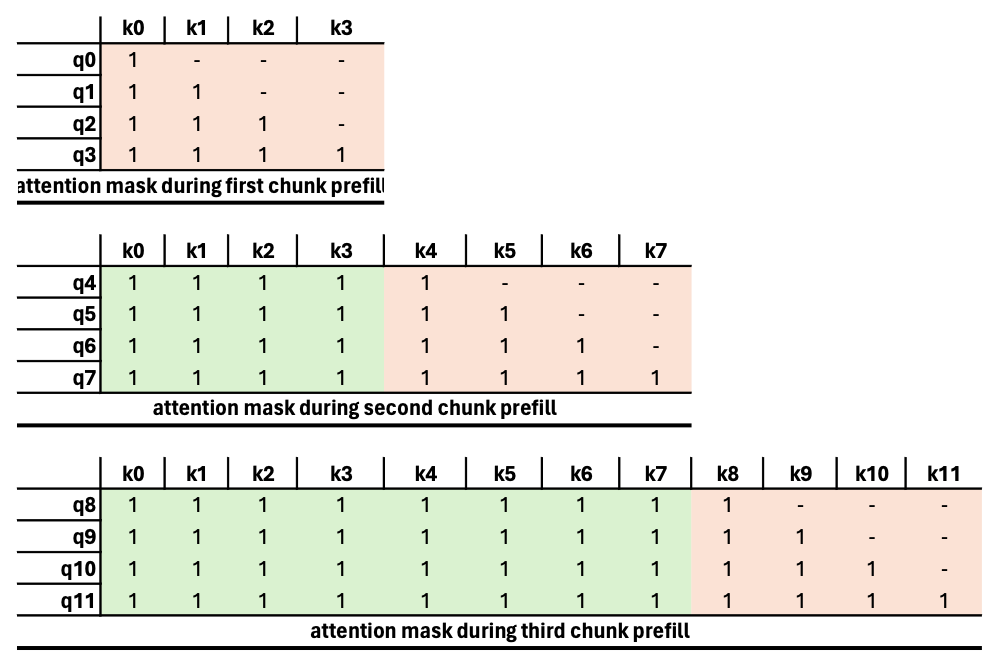 k0 k1 k2 k3
q0 1 - - -
q1 1 1 - -
q2 1 1 1 -
q3 1 1 1 1
attention mask during first chunk prefill
k0 k1 k2 k3 k4 k5 k6 k7
q4 1 1 1 1 1 - - -
q5 1 1 1 1 1 1 - -
q6 1 1 1 1 1 1 1 -
q7 1 1 1 1 1 1 1 1
attention mask during second chunk prefill
k0 k1 k2 k3 k4 k5 k6 k7 k8 k9 k10 k11
q8 1 1 1 1 1 1 1 1 1 - - -
q9 1 1 1 1 1 1 1 1 1 1 - -
q10 1 1 1 1 1 1 1 1 1 1 1 -
q11 1 1 1 1 1 1 1 1 1 1 1 1
attention mask during third chunk prefill